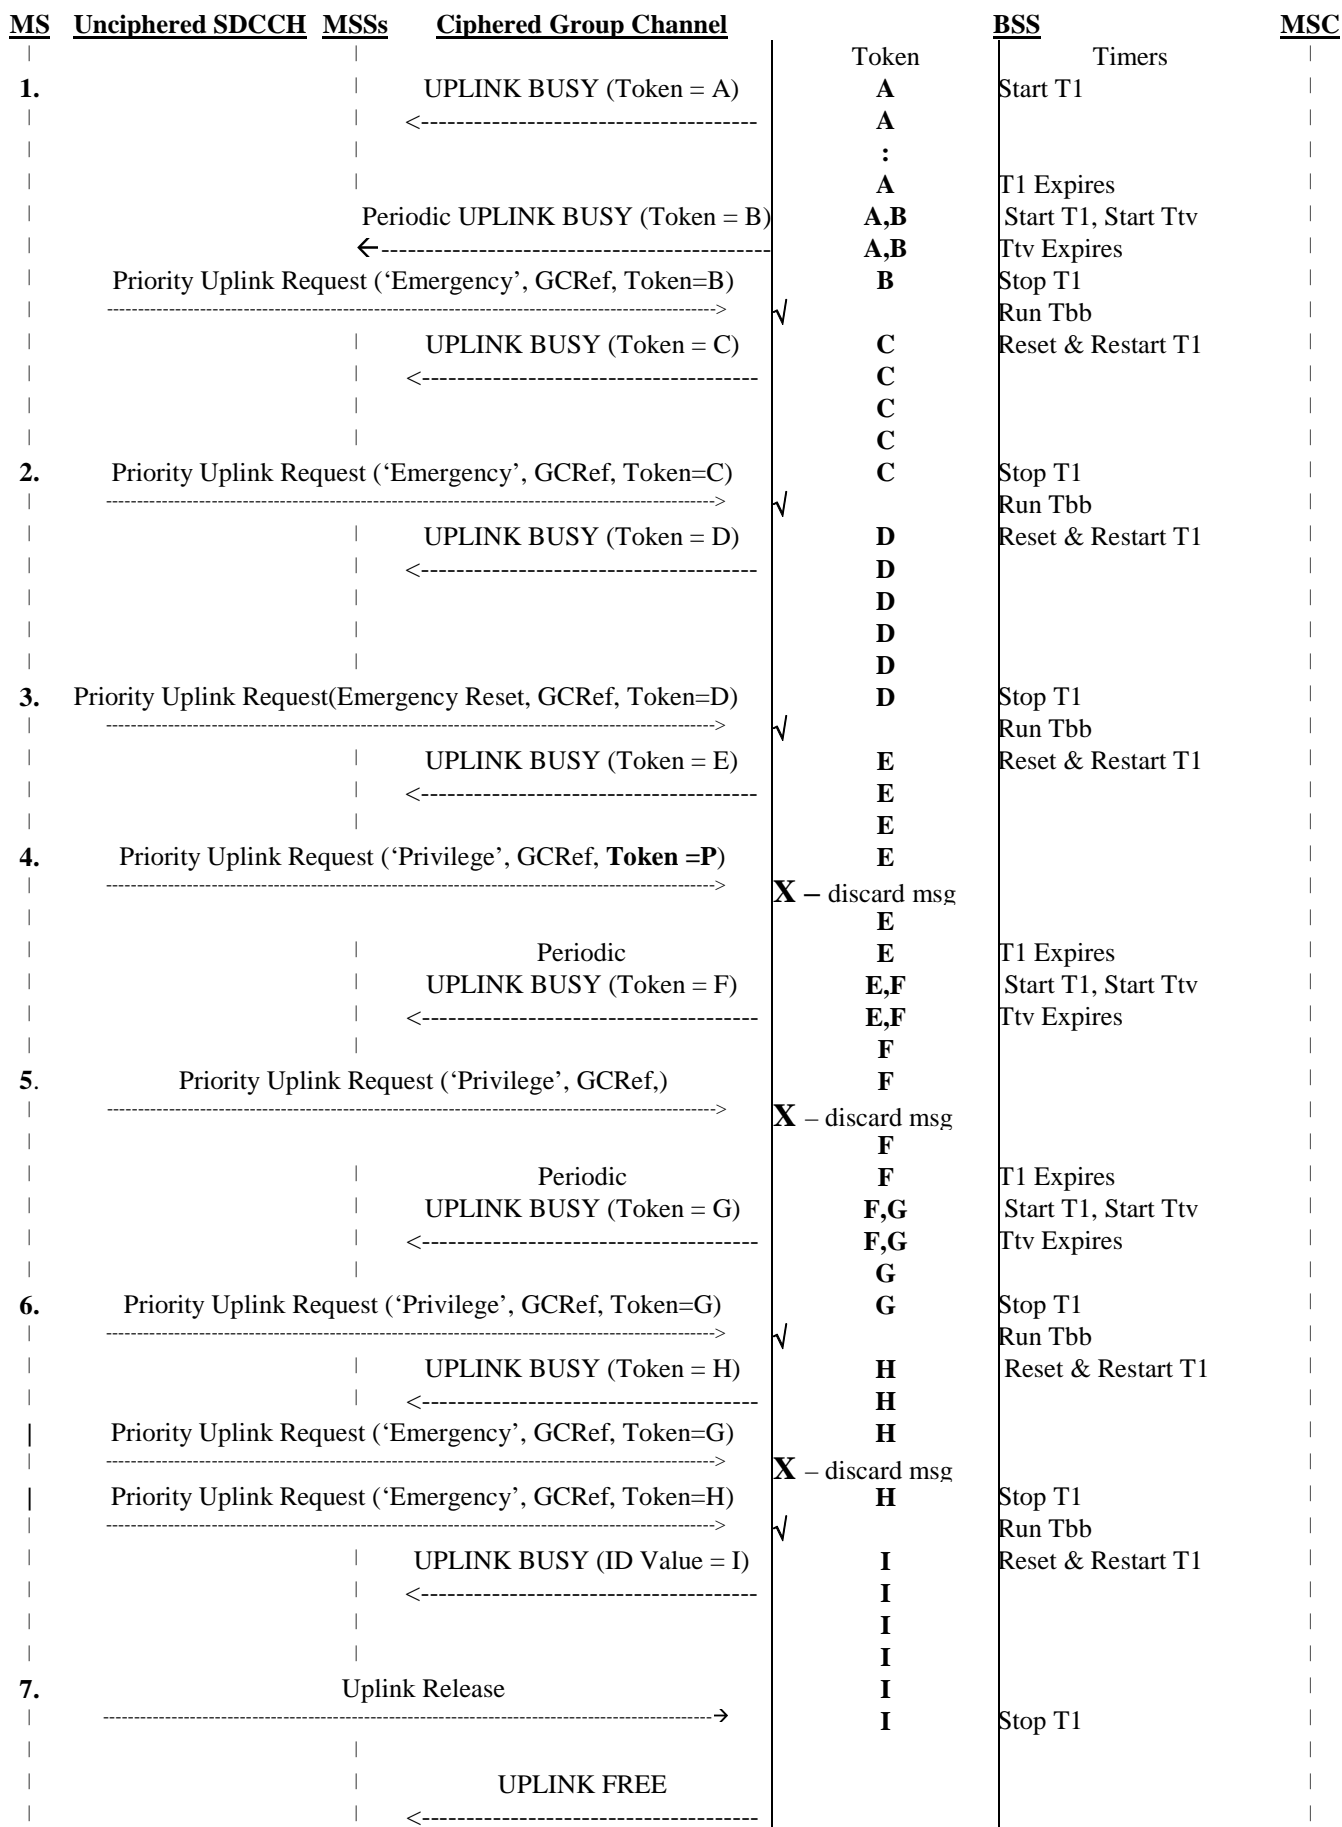 MS Unciphered SDCCH MSSs Ciphered Group Channel BSS MSC
Token Timers
1. UPLINK BUSY (Token = A) A Start T1
A
:
A T1 Expires
Periodic UPLINK BUSY (Token = B) A,B Start T1, Start Ttv
A,B Ttv Expires
Priority Uplink Request (‘Emergency’, GCRef, Token=B) B Stop T1
√ Run Tbb
UPLINK BUSY (Token = C) C Reset & Restart T1
C
C
C
2. Priority Uplink Request (‘Emergency’, GCRef, Token=C) C Stop T1
√ Run Tbb
UPLINK BUSY (Token = D) D Reset & Restart T1
D
D
D
D
3. Priority Uplink Request(Emergency Reset, GCRef, Token=D) D Stop T1
√ Run Tbb
UPLINK BUSY (Token = E) E Reset & Restart T1
E
E
4. Priority Uplink Request (‘Privilege’, GCRef, Token =P) E
X – discard msg
E
Periodic E T1 Expires
UPLINK BUSY (Token = F) E,F Start T1, Start Ttv
E,F Ttv Expires
F
5. Priority Uplink Request (‘Privilege’, GCRef,) F
X – discard msg
F
Periodic F T1 Expires
UPLINK BUSY (Token = G) F,G Start T1, Start Ttv
F,G Ttv Expires
G
6. Priority Uplink Request (‘Privilege’, GCRef, Token=G) G Stop T1
√ Run Tbb
UPLINK BUSY (Token = H) H Reset & Restart T1
H
Priority Uplink Request (‘Emergency’, GCRef, Token=G) H
X – discard msg
Priority Uplink Request (‘Emergency’, GCRef, Token=H) H Stop T1
√ Run Tbb
UPLINK BUSY (ID Value = I) I Reset & Restart T1
I
I
I
7. Uplink Release I
I Stop T1
UPLINK FREE